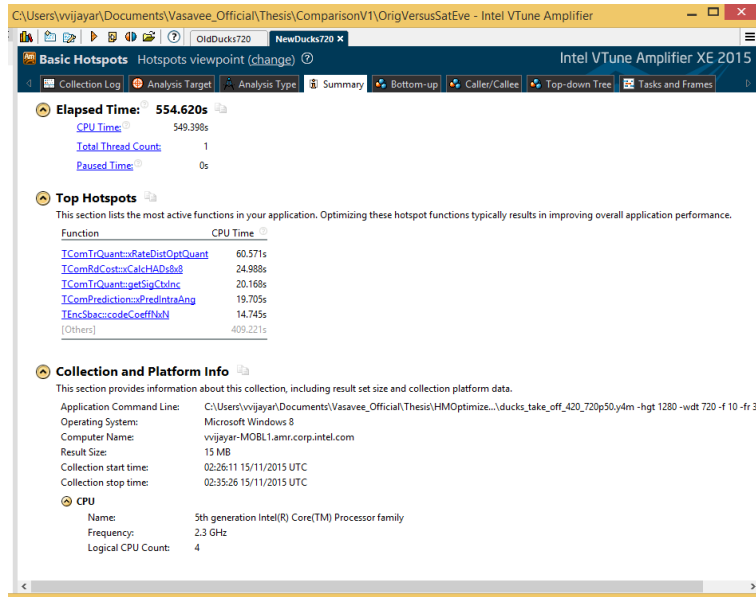 C:\Users\vvijayar\Documents\Vasavee_Official\Thesis\ComparisonV1\OrigVersusSatEve - Intel VTune Amplifier
OldDucks720 NewDucks720
Basic Hotspots Hotspots viewpoint (change) Intel VTune Amplifier XE 2015
Collection Log Analysis Target Analysis Type Summary Bottom-up Caller/Callee Top-down Tree Tasks and Frames
Elapsed Time: 554.620s
CPU Time: 549.398s
Total Thread Count: 1
Paused Time: 0s
Top Hotspots
This section lists the most active functions in your application. Optimizing these hotspot functions typically results in improving overall application performance.
Function CPU Time
TComTrQuant::xRateDistOptQuant 60.571s
TComRdCost::xCalcHADs8x8 24.988s
TComTrQuant::getSigCtxInc 20.168s
TComPrediction::xPredIntraAng 19.705s
TEncSbac::codeCoeffNxN 14.745s
[Others] 409.221s
Collection and Platform Info
This section provides information about this collection, including result set size and collection platform data.
Application Command Line: C:\Users\vvijayar\Documents\Vasavee_Official\Thesis\HMOptimize...\ducks_take_off_420_720p50.y4m -hgt 1280 -wdt 720 -f 10 -fr 3
Operating System: Microsoft Windows 8
Computer Name: vvijayar-MOBL1.amr.corp.intel.com
Result Size: 15 MB
Collection start time: 02:26:11 15/11/2015 UTC
Collection stop time: 02:35:26 15/11/2015 UTC
CPU
Name: 5th generation Intel(R) Core(TM) Processor family
Frequency: 2.3 GHz
Logical CPU Count: 4